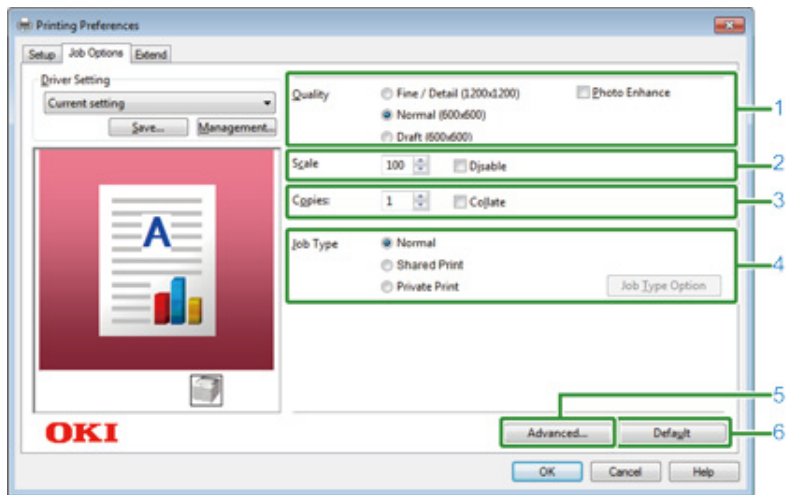 Printing Preferences
Setup Job Options Extend
Driver Setting
Current setting
Save... Management...
Quality Fine / Detail (1200x1200) Photo Enhance
Normal (600x600)
Draft (600x600)
1
Scale 100 Disable
2
Copies: 1 Collate
3
Job Type Normal
Shared Print
Private Print Job Type Option
4
A
5
OKI
Advanced... Default
6
OK Cancel Help